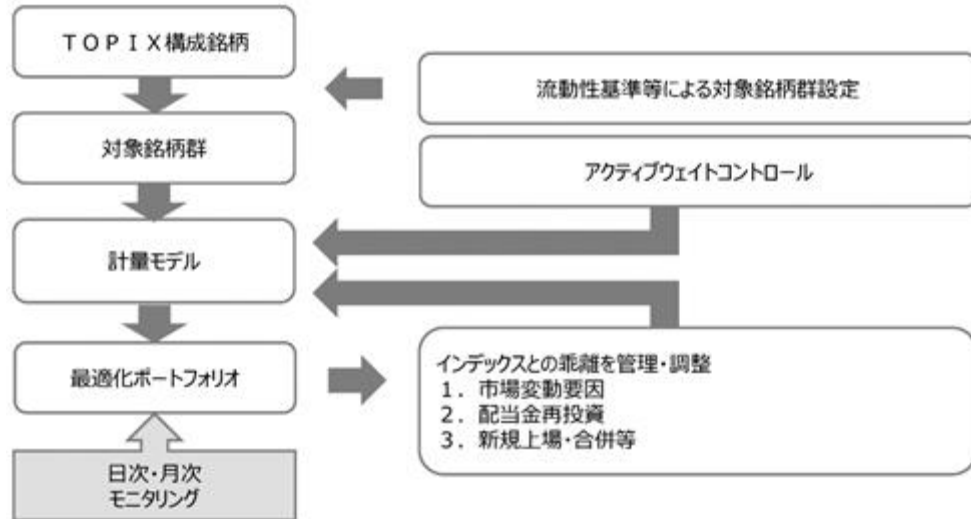 ＴＯＰＩＸ構成銘柄
流動性基準等による対象銘柄群設定
対象銘柄群
アクティブウェイトコントロール
計量モデル
最適化ポートフォリオ
インデックスとの乖離を管理・調整
１．市場変動要因
２．配当金再投資
３．新規上場・合併等
日次・月次
モニタリング